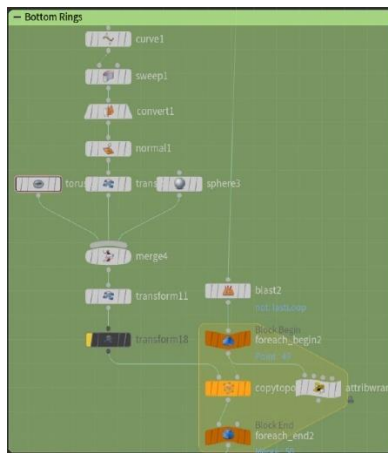 Bottom Rings
curve1
sweep1
convert1
normal1
torus
trans
sphere3
merge4
transform11
blast2
Block Begin
foreach_begin2
transform18
copytopo
attribwra
Block End
foreach_end2